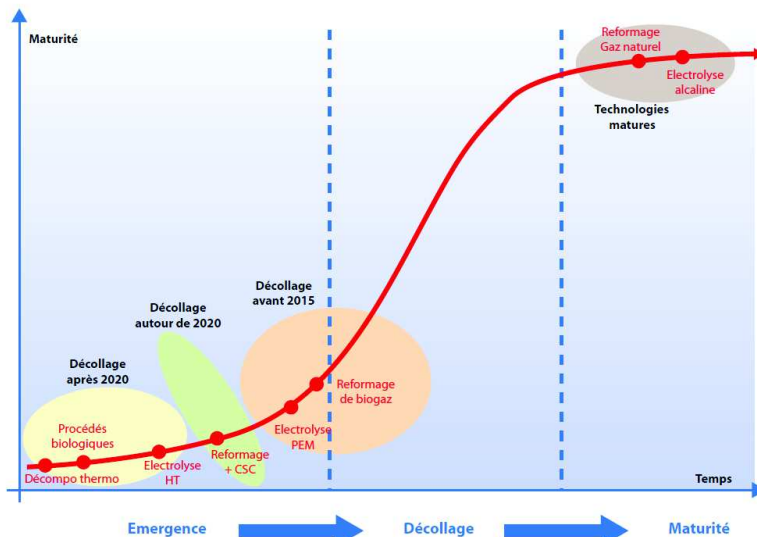 Maturité
Reformage
Gaz naturel
Electrolyse
alcaline
Technologies
matures
Décollage
avant 2015
Décollage
autour de 2020
Décollage
après 2020
Reformage
de biogaz
Procédés
biologiques
Electrolyse
PEM
Reformage
+ CSC
Electrolyse
HT
Décompo thermo
Temps
Emergence
Décollage
Maturité